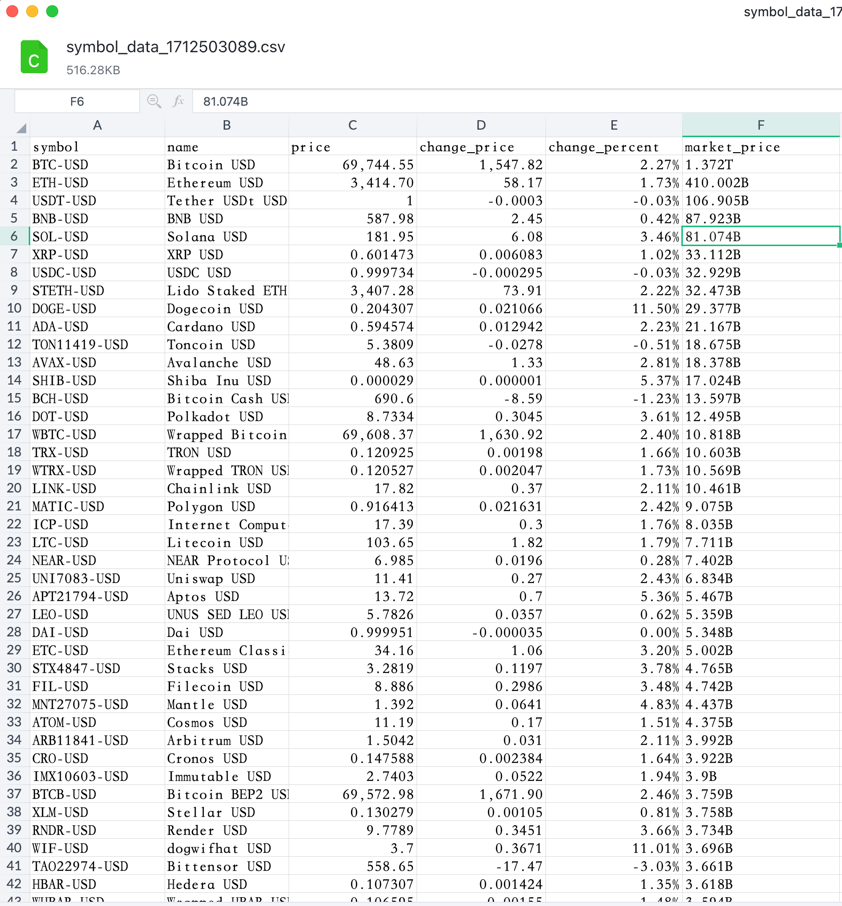 symbol_data_17
C
symbol_data_1712503089.csv
516.28KB
F6 fx 81.074B
A B C D E F
1 symbol name price change_price change_percent market_price
2 BTC-USD Bitcoin USD 69,744.55 1,547.82 2.27% 1.372T
3 ETH-USD Ethereum USD 3,414.70 58.17 1.73% 410.002B
4 USDT-USD Tether USDt USD 1 -0.0003 -0.03% 106.905B
5 BNB-USD BNB USD 587.98 2.45 0.42% 87.923B
6 SOL-USD Solana USD 181.95 6.08 3.46% 81.074B
7 XRP-USD XRP USD 0.601473 0.006083 1.02% 33.112B
8 USDC-USD USDC USD 0.999734 -0.000295 -0.03% 32.929B
9 STETH-USD Lido Staked ETH 3,407.28 73.91 2.22% 32.473B
10 DOGE-USD Dogecoin USD 0.204307 0.021066 11.50% 29.377B
11 ADA-USD Cardano USD 0.594574 0.012942 2.23% 21.167B
12 TON11419-USD Toncoin USD 5.3809 -0.0278 -0.51% 18.675B
13 AVAX-USD Avalanche USD 48.63 1.33 2.81% 18.378B
14 SHIB-USD Shiba Inu USD 0.000029 0.000001 5.37% 17.024B
15 BCH-USD Bitcoin Cash US 690.6 -8.59 -1.23% 13.597B
16 DOT-USD Polkadot USD 8.7334 0.3045 3.61% 12.495B
17 WBTC-USD Wrapped Bitcoin 69,608.37 1,630.92 2.40% 10.818B
18 TRX-USD TRON USD 0.120925 0.00198 1.66% 10.603B
19 WTRX-USD Wrapped TRON US 0.120527 0.002047 1.73% 10.569B
20 LINK-USD Chainlink USD 17.82 0.37 2.11% 10.461B
21 MATIC-USD Polygon USD 0.916413 0.021631 2.42% 9.075B
22 ICP-USD Internet Comput 17.39 0.3 1.76% 8.035B
23 LTC-USD Litecoin USD 103.65 1.82 1.79% 7.711B
24 NEAR-USD NEAR Protocol U 6.985 0.0196 0.28% 7.402B
25 UNI7083-USD Uniswap USD 11.41 0.27 2.43% 6.834B
26 APT21794-USD Aptos USD 13.72 0.7 5.36% 5.467B
27 LEO-USD UNUS SED LEO US 5.7826 0.0357 0.62% 5.359B
28 DAI-USD Dai USD 0.999951 -0.000035 0.00% 5.348B
29 ETC-USD Ethereum Classi 34.16 1.06 3.20% 5.002B
30 STX4847-USD Stacks USD 3.2819 0.1197 3.78% 4.765B
31 FIL-USD Filecoin USD 8.886 0.2986 3.48% 4.742B
32 MNT27075-USD Mantle USD 1.392 0.0641 4.83% 4.437B
33 ATOM-USD Cosmos USD 11.19 0.17 1.51% 4.375B
34 ARB11841-USD Arbitrum USD 1.5042 0.031 2.11% 3.992B
35 CRO-USD Cronos USD 0.147588 0.002384 1.64% 3.922B
36 IMX10603-USD Immutable USD 2.7403 0.0522 1.94% 3.9B
37 BTCB-USD Bitcoin BEP2 US 69,572.98 1,671.90 2.46% 3.759B
38 XLM-USD Stellar USD 0.130279 0.00105 0.81% 3.758B
39 RNDR-USD Render USD 9.7789 0.3451 3.66% 3.734B
40 WIF-USD dogwifhat USD 3.7 0.3671 11.01% 3.696B
41 TAO22974-USD Bittensor USD 558.65 -17.47 -3.03% 3.661B
42 HBAR-USD Hedera USD 0.107307 0.001424 1.35% 3.618B